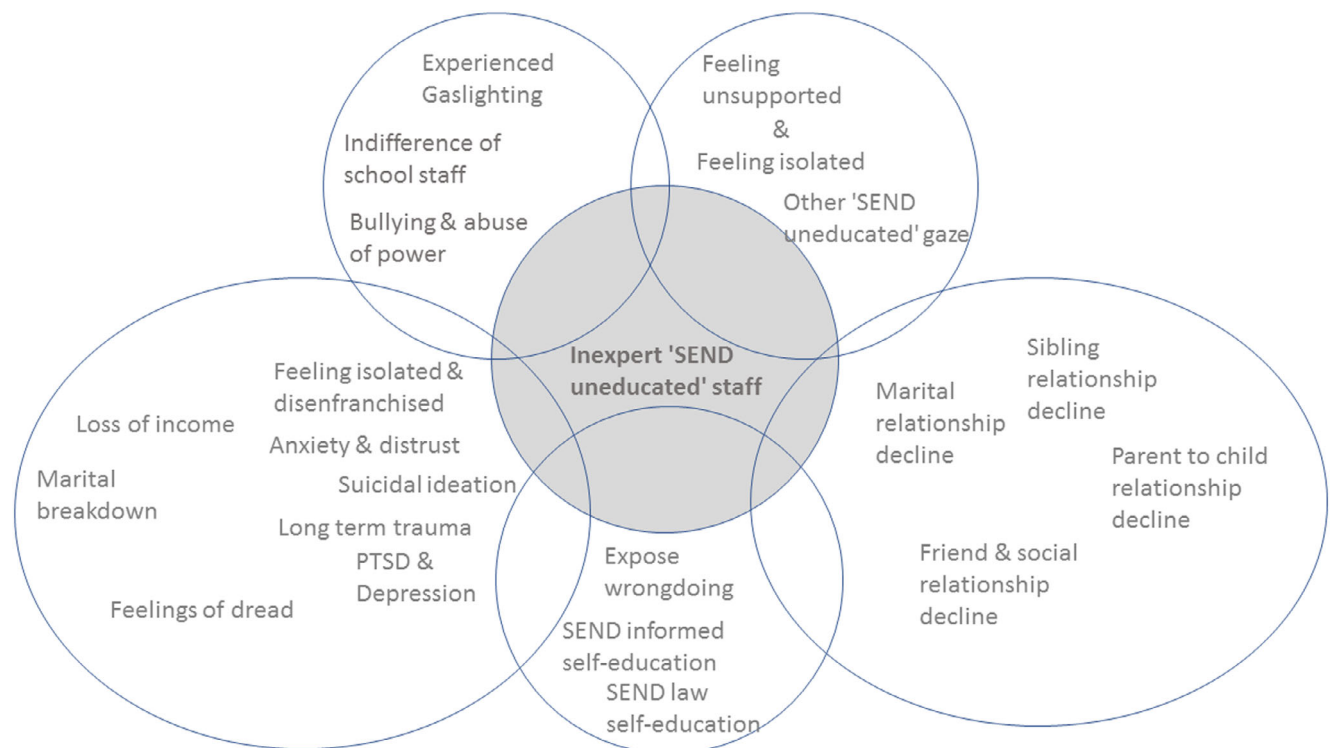 Experienced
Gaslighting
Indifference of
school staff
Bullying & abuse
of power
Feeling
unsupported
&
Feeling isolated
Other 'SEND
uneducated' gaze
Inexpert 'SEND
uneducated' staff
Feeling isolated &
disenfranchised
Loss of income
Anxiety & distrust
Marital
breakdown
Suicidal ideation
Long term trauma
PTSD &
Depression
Feelings of dread
Expose
wrongdoing
SEND informed
self-education
SEND law
self-education
Sibling
relationship
decline
Marital
relationship
decline
Parent to child
relationship
decline
Friend & social
relationship
decline